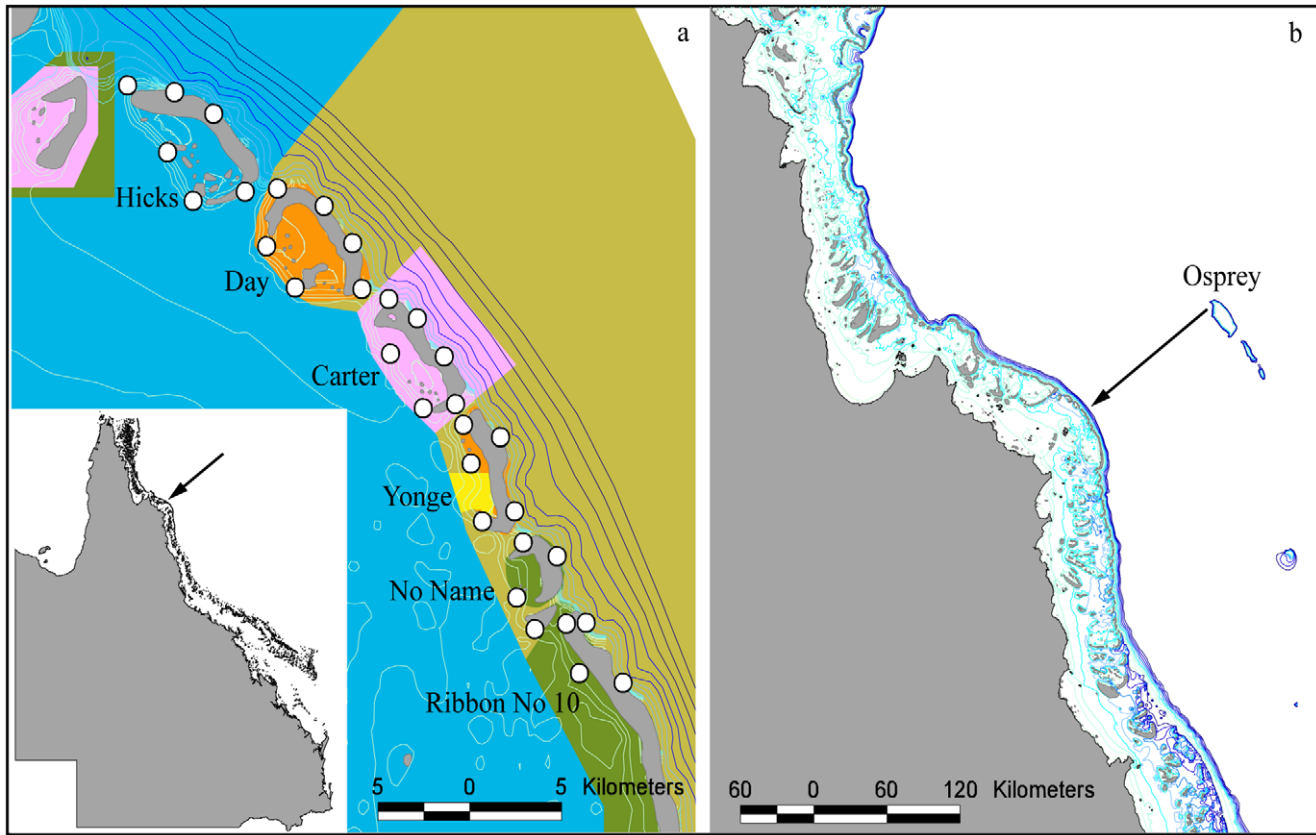 a
Hicks
Day
Carter
Yonge
No Name
Ribbon No 10
5 0 5 Kilometers
b
Osprey
60 0 60 120 Kilometers